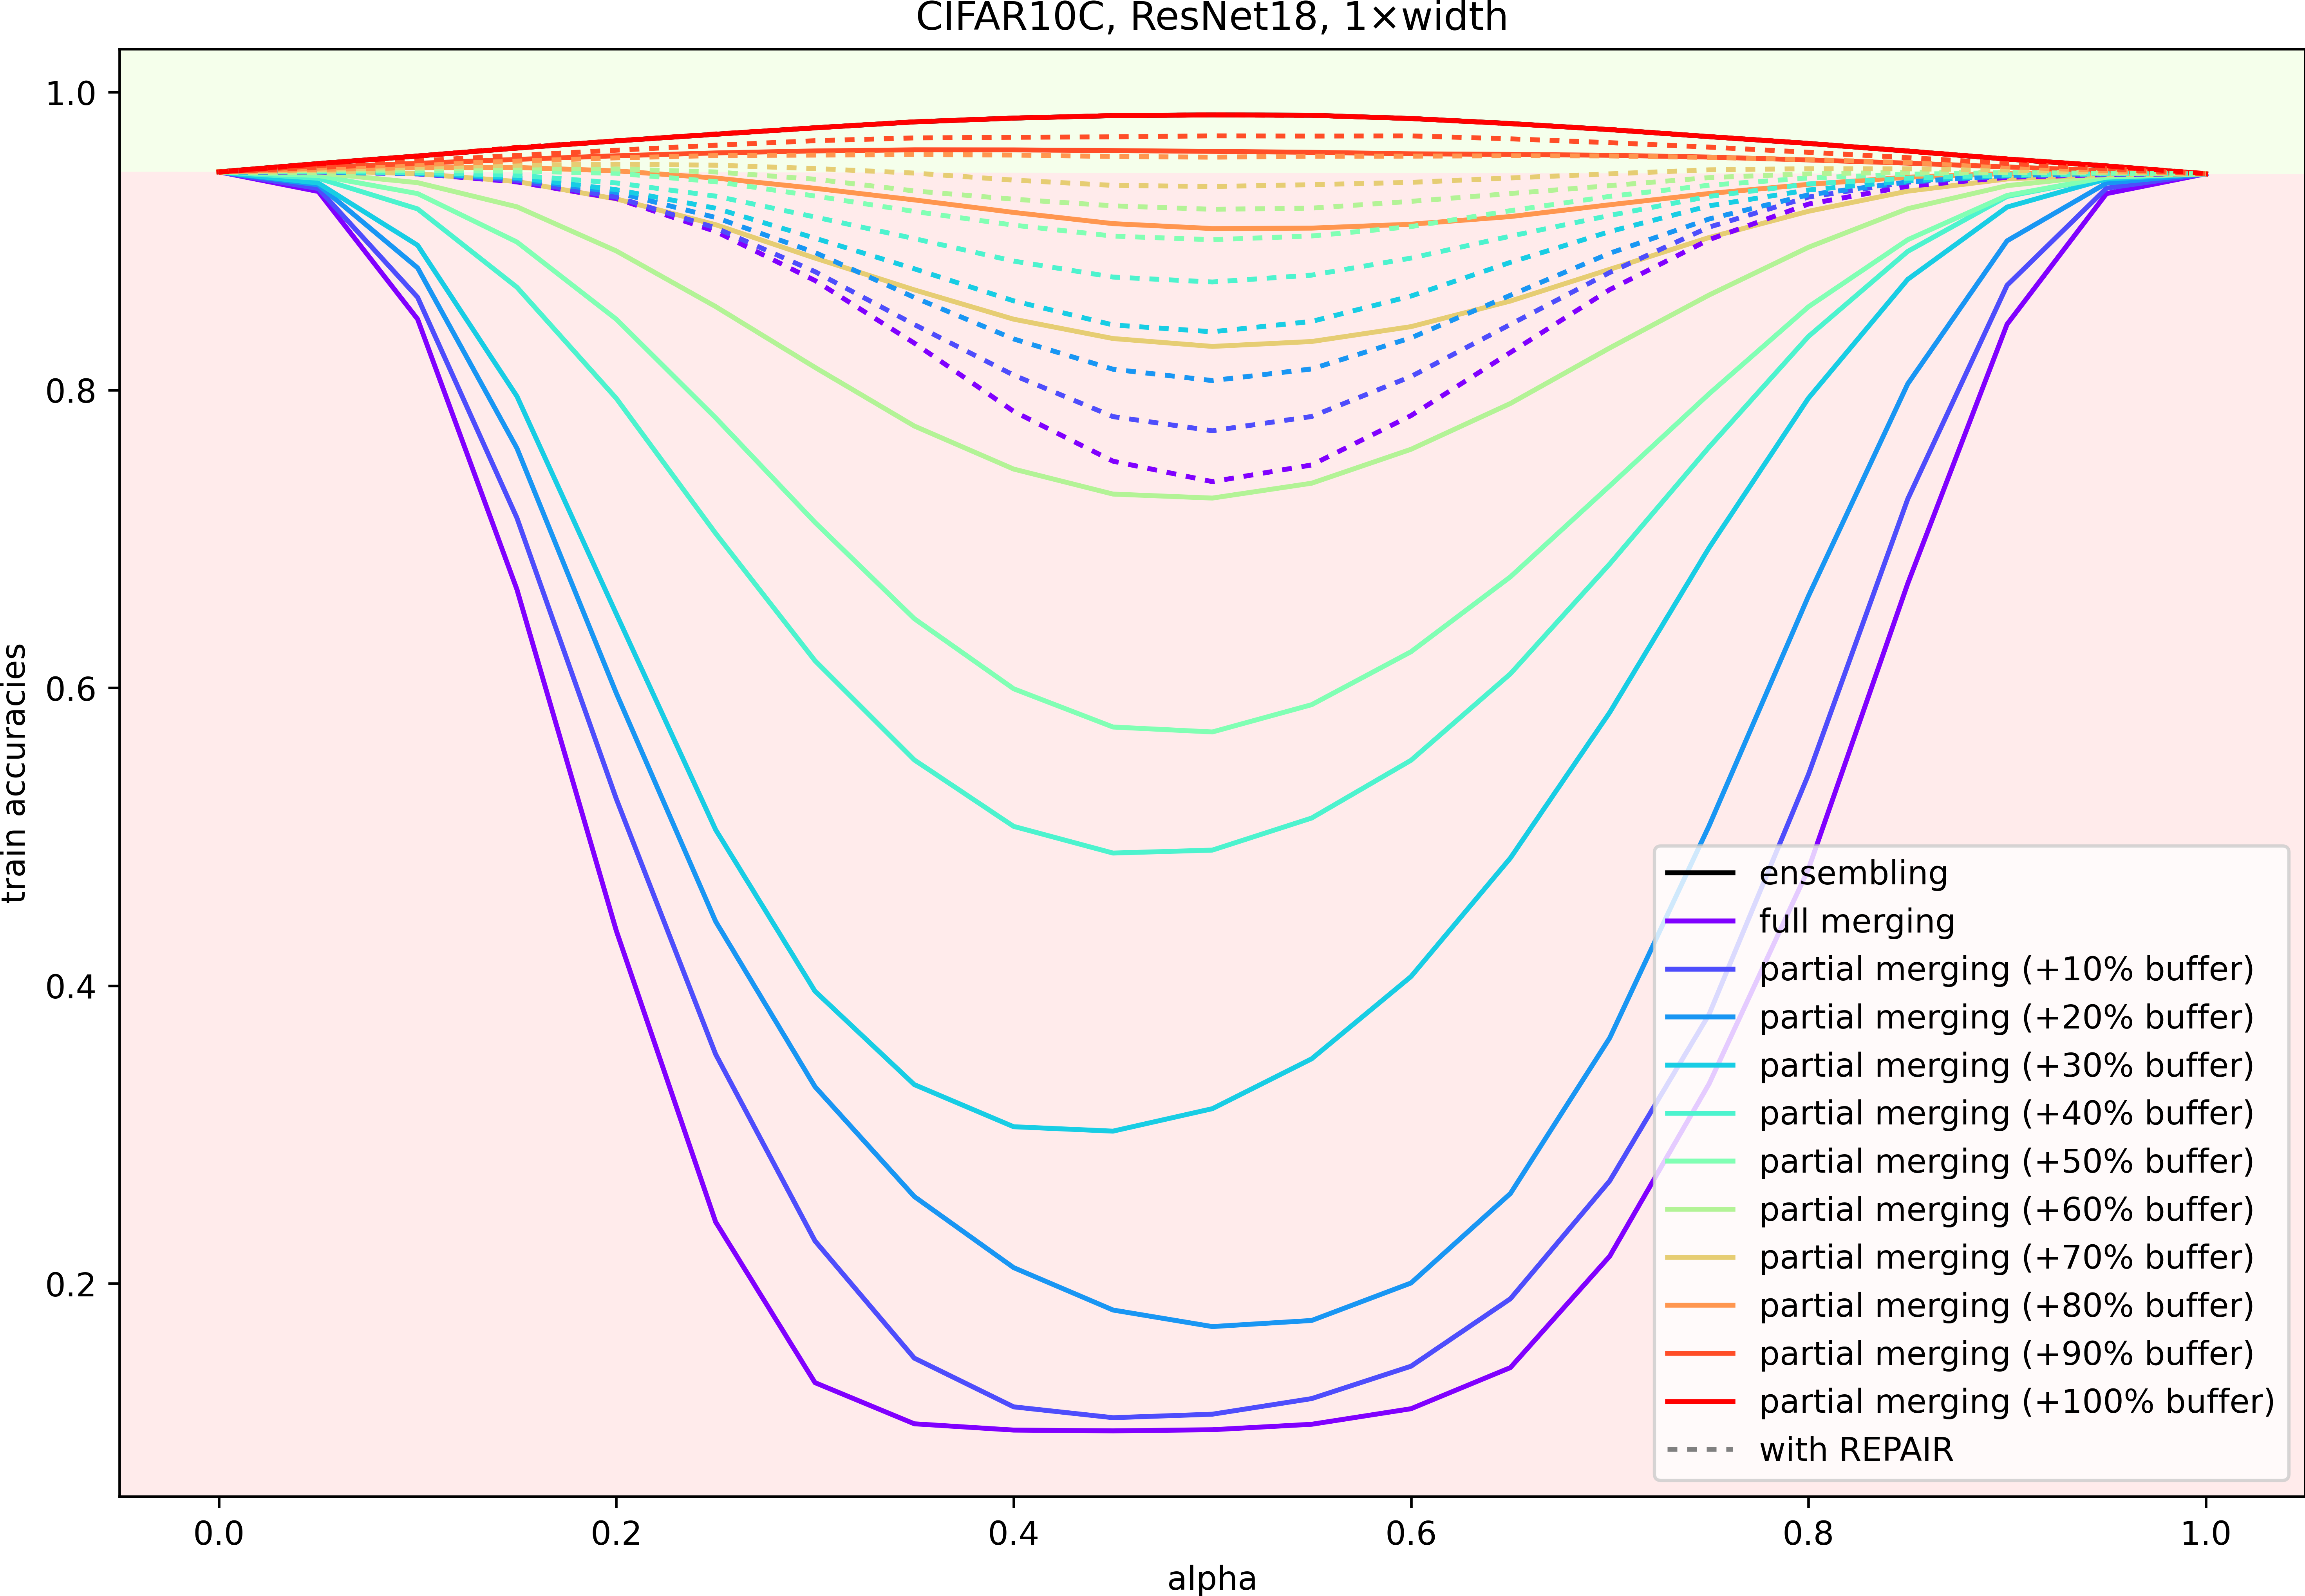 CIFAR10C, ResNet18, 1×width
1.0
0.8
0.6
0.4
0.2
train accuracies
0.0
0.2
0.4
0.6
0.8
1.0
alpha
ensembling
full merging
partial merging (+10% buffer)
partial merging (+20% buffer)
partial merging (+30% buffer)
partial merging (+40% buffer)
partial merging (+50% buffer)
partial merging (+60% buffer)
partial merging (+70% buffer)
partial merging (+80% buffer)
partial merging (+90% buffer)
partial merging (+100% buffer)
with REPAIR